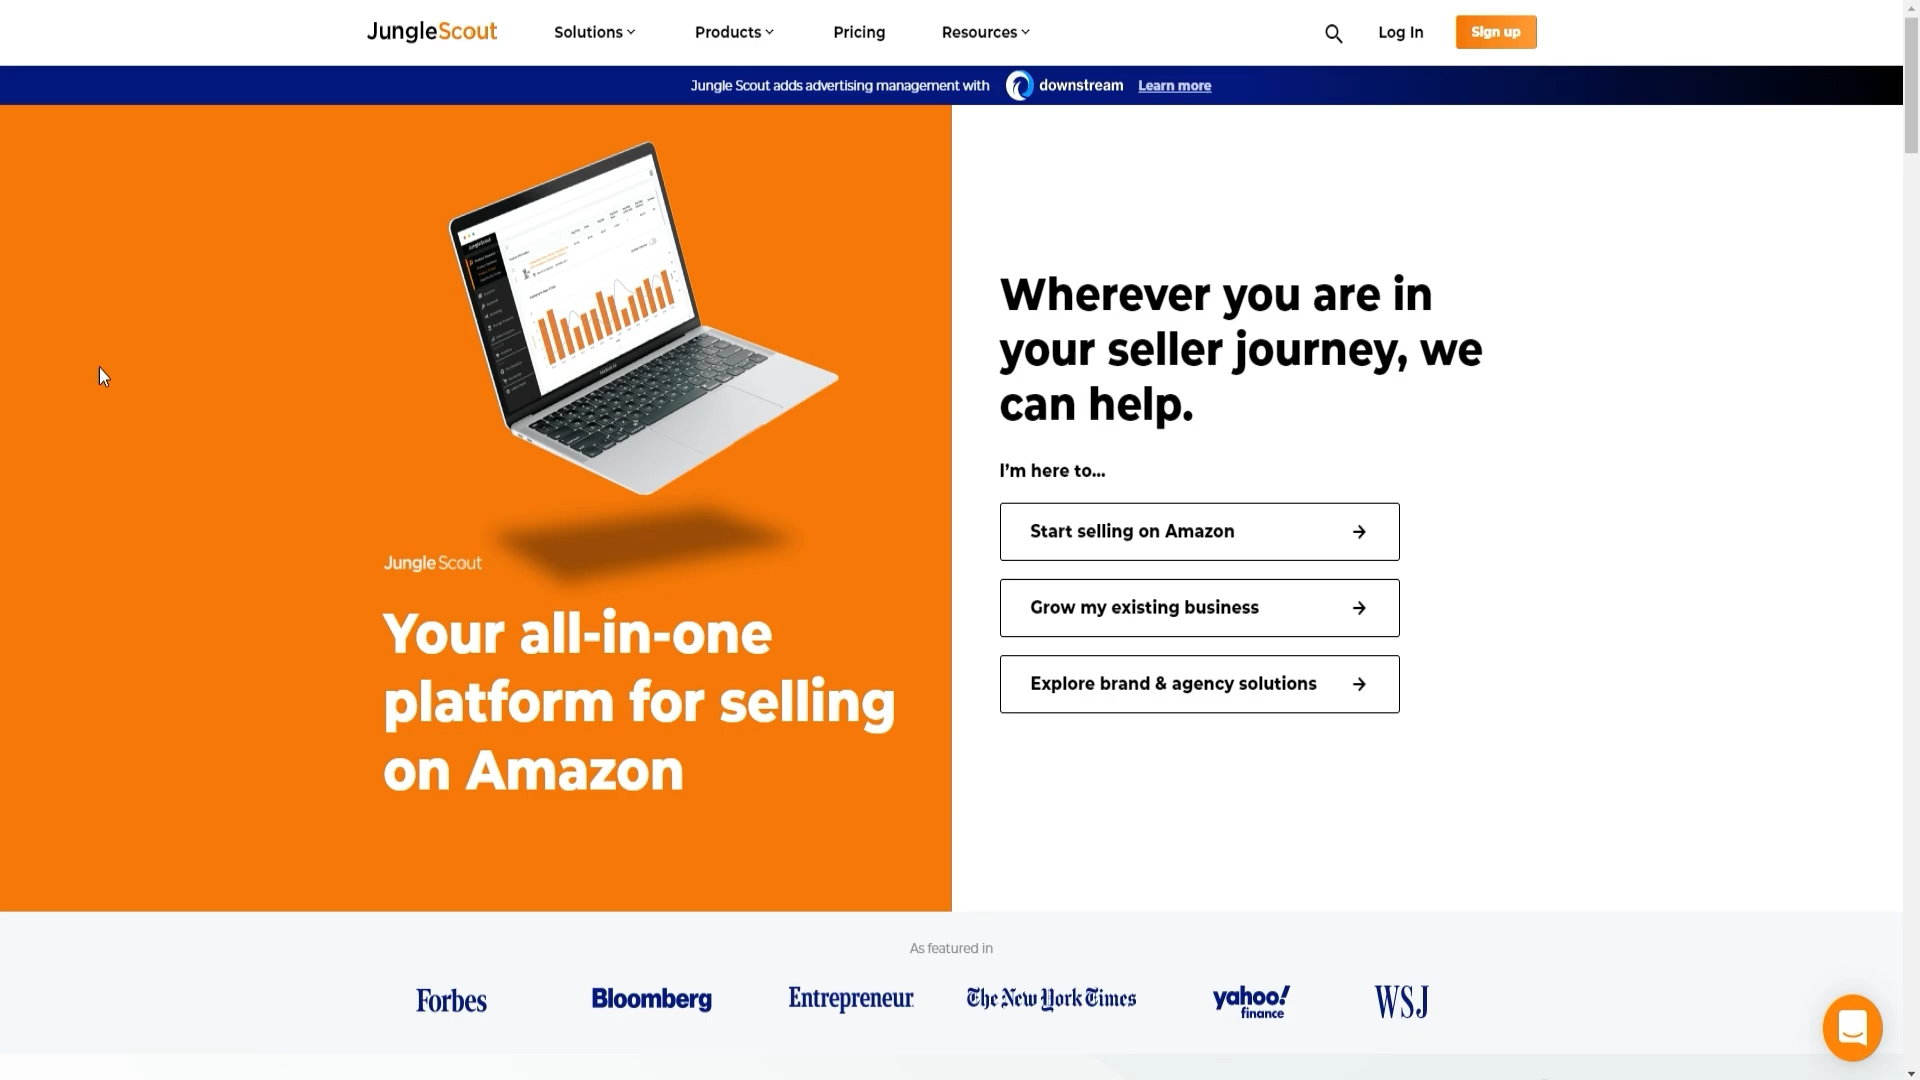 JungleScout
Solutions
Products
Pricing
Resources
Log In
Sign up
Jungle Scout adds advertising management with downstream Learn more
Wherever you are in
your seller journey, we
can help.
I'm here to...
Start selling on Amazon
Grow my existing business
Explore brand & agency solutions
Jungle Scout
Your all-in-one
platform for selling
on Amazon
As featured in
Forbes
Bloomberg
Entrepreneur
The New York Times
yahoo!
finance
WSJ